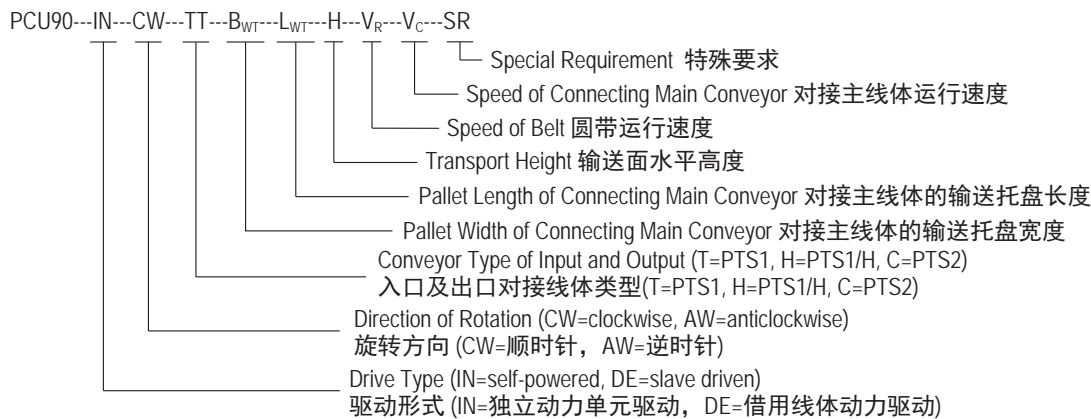 PCU90---IN---CW---TT---BWT---LWT---H---VR---VC---SR
Special Requirement 特殊要求
Speed of Connecting Main Conveyor 对接主线体运行速度
Speed of Belt 圆带运行速度
Transport Height 输送面水平高度
Pallet Length of Connecting Main Conveyor 对接主线体的输送托盘长度
Pallet Width of Connecting Main Conveyor 对接主线体的输送托盘宽度
Conveyor Type of Input and Output (T=PTS1, H=PTS1/H, C=PTS2)
入口及出口对接线体类型(T=PTS1, H=PTS1/H, C=PTS2)
Direction of Rotation (CW=clockwise, AW=anticlockwise)
旋转方向 (CW=顺时针，AW=逆时针)
Drive Type (IN=self-powered, DE=slave driven)
驱动形式 (IN=独立动力单元驱动，DE=借用线体动力驱动)